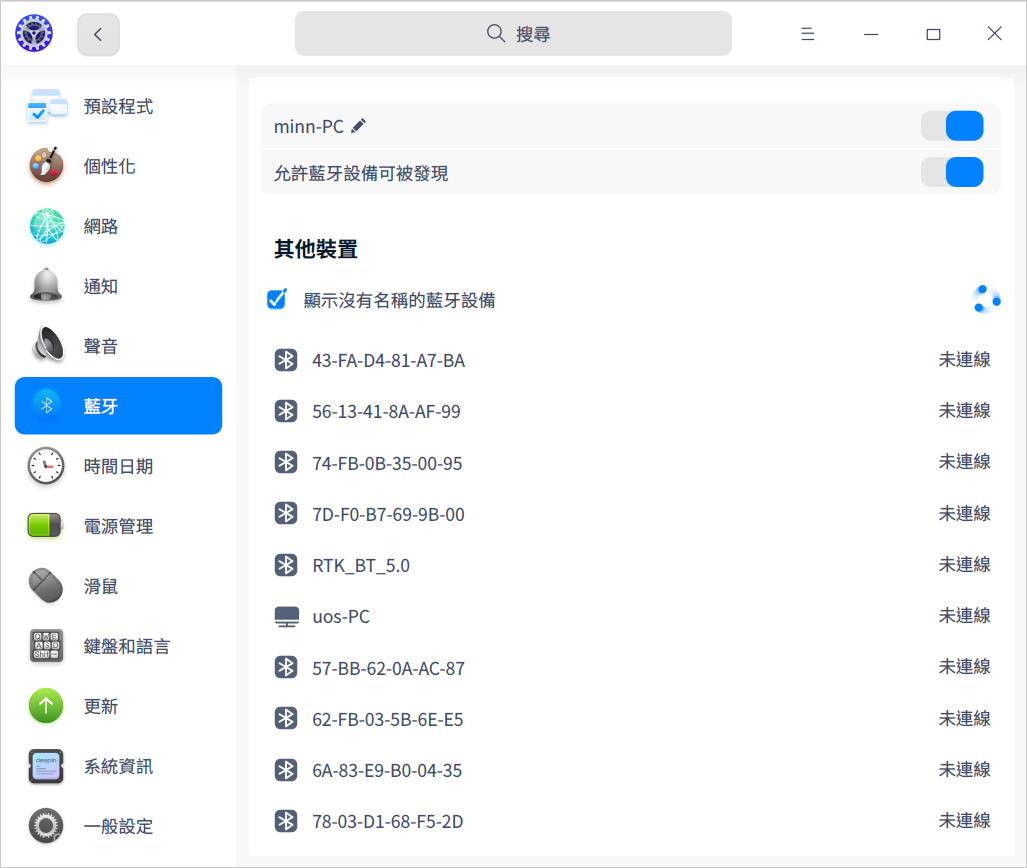 搜尋
預設程式
個性化
網路
通知
聲音
藍牙
時間日期
電源管理
滑鼠
鍵盤和語言
更新
deepin
系統資訊
一般設定
minn-PC
允許藍牙設備可被發現
其他裝置
顯示沒有名稱的藍牙設備
43-FA-D4-81-A7-BA 未連線
56-13-41-8A-AF-99 未連線
74-FB-0B-35-00-95 未連線
7D-F0-B7-69-9B-00 未連線
RTK_BT_5.0 未連線
uos-PC 未連線
57-BB-62-0A-AC-87 未連線
62-FB-03-5B-6E-E5 未連線
6A-83-E9-B0-04-35 未連線
78-03-D1-68-F5-2D 未連線